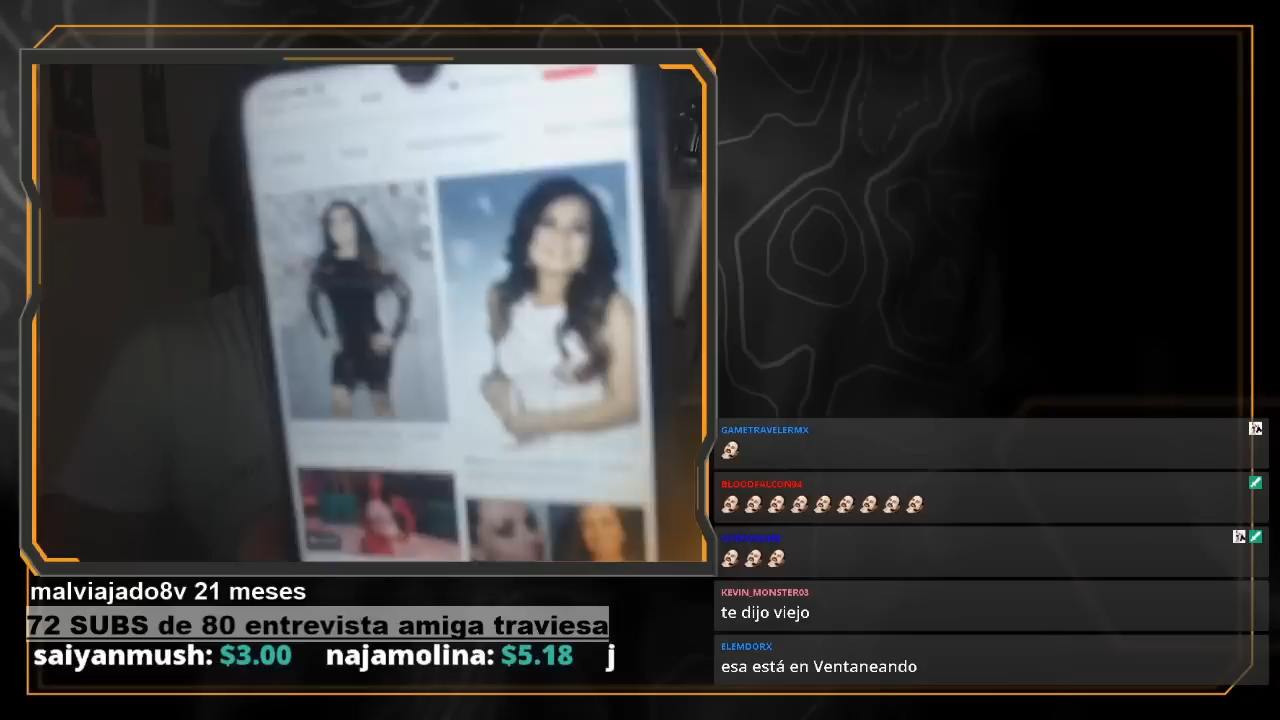 GAMETRAVELERMX
BLOODFALCON94
KEVIN_MONSTER03
te dijo viejo
ELEMDORX
esa está en Ventaneando
malviajado8v 21 meses
72 SUBS de 80 entrevista amiga traviesa
saiyanmush: $3.00 najamolina: $5.18 j